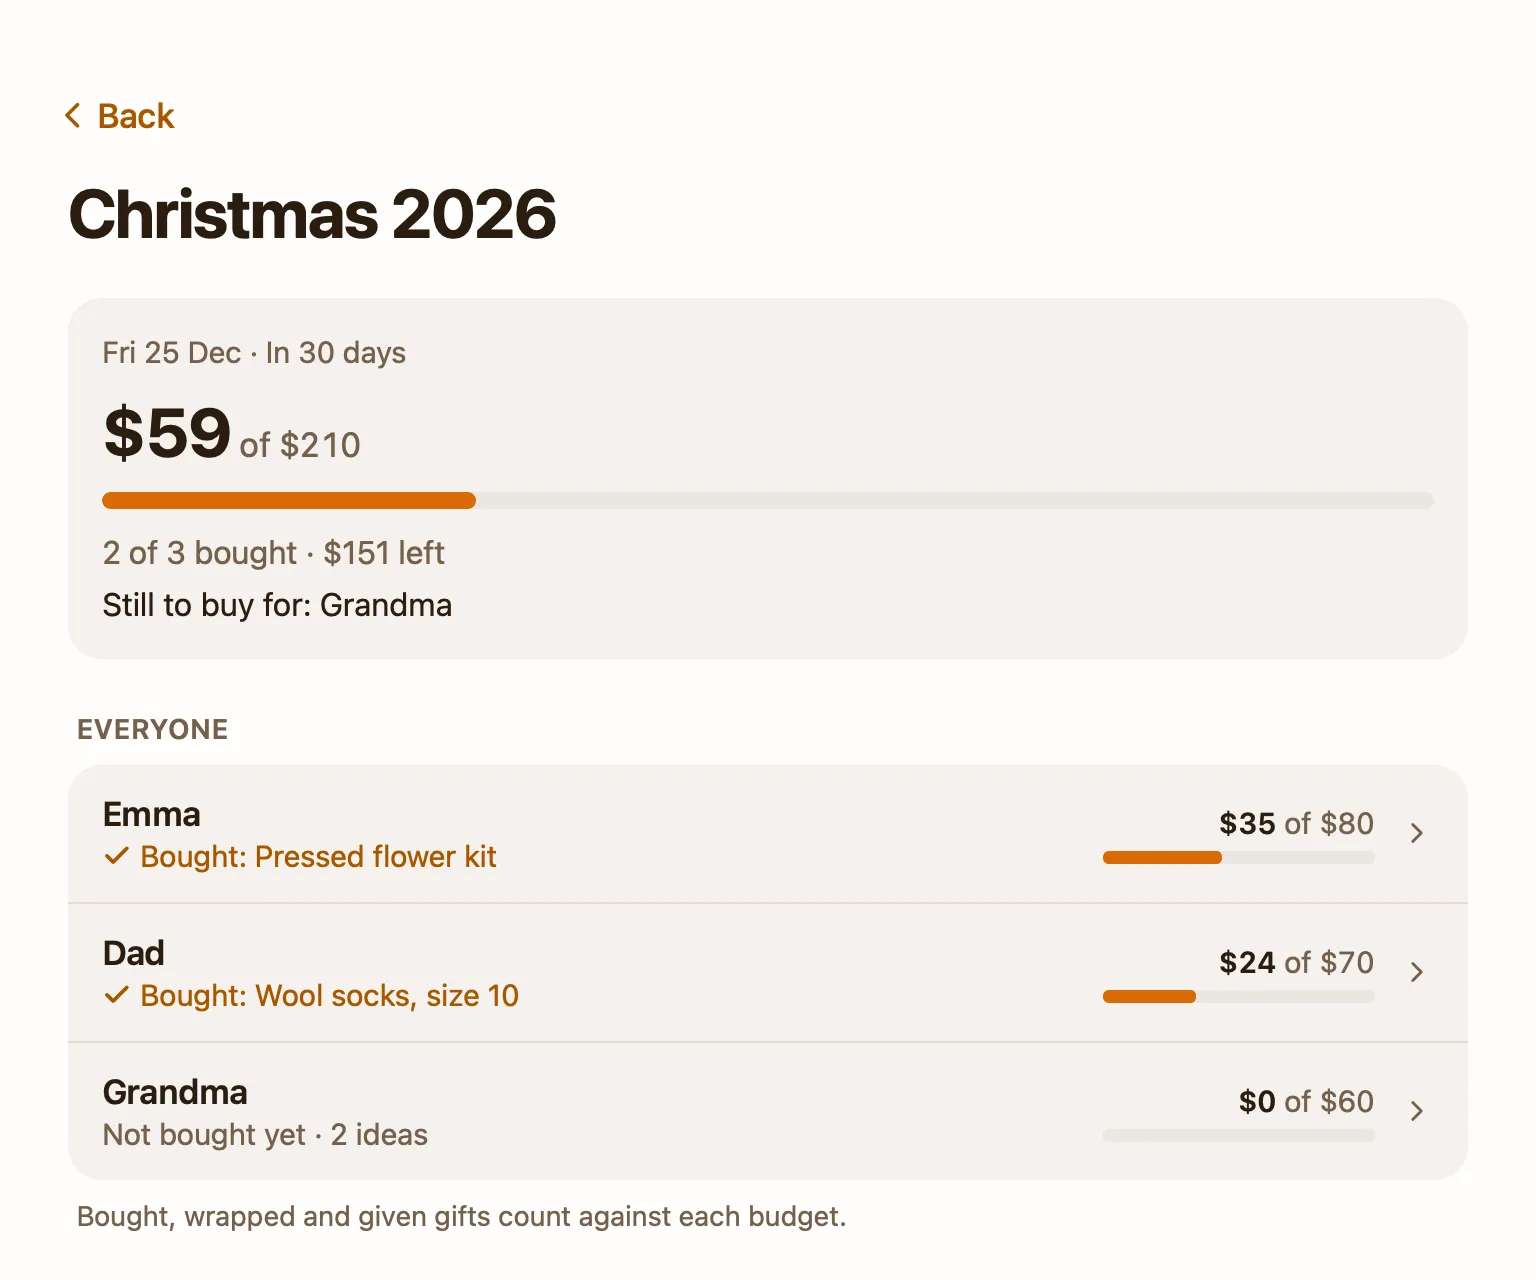 Back
Christmas 2026
Fri 25 Dec · In 30 days
$59 of $210
2 of 3 bought · $151 left
Still to buy for: Grandma
EVERYONE
Emma
$35 of $80
Bought: Pressed flower kit
Dad
$24 of $70
Bought: Wool socks, size 10
Grandma
$0 of $60
Not bought yet · 2 ideas
Bought, wrapped and given gifts count against each budget.